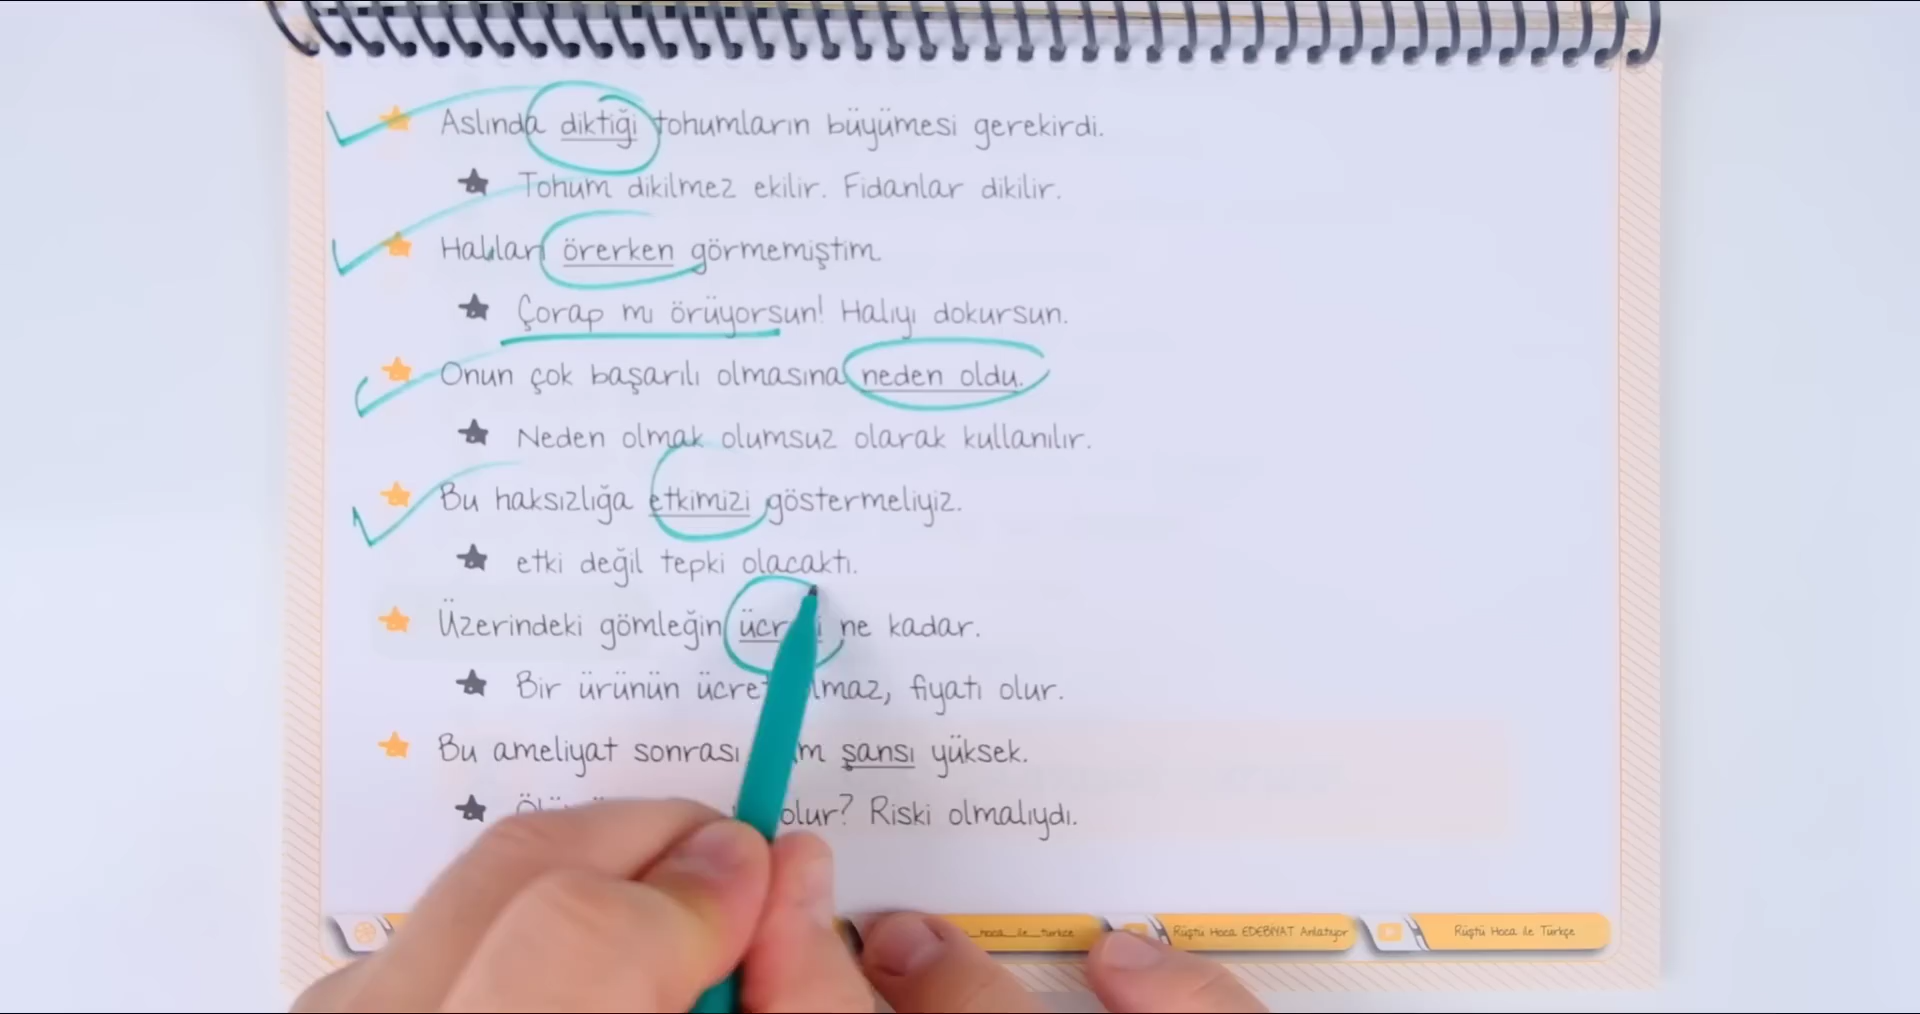 Aslında diktiği tohumların büyümesi gerekirdi.
Tohum dikilmez ekilir. Fidanlar dikilir.
Halıları örerken görmemiştim.
Çorap mı örüyorsun! Halıyı dokursun.
Onun çok başarılı olmasına neden oldu.
Neden olmak olumsuz olarak kullanılır.
Bu haksızlığa etkimizi göstermeliyiz.
etki değil tepki olacaktı.
Üzerindeki gömleğin ne kadar.
Bir ürünün fiyatı olur.
Bu ameliyat sonrası şansı yüksek.
olur? Riski olmalıydı.
hoca_ile_türkçe
Rüştü Hoca EDEBİYAT Anlatıyor
Rüştü Hoca ile Türkçe